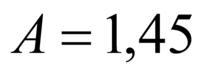 A = 1,45